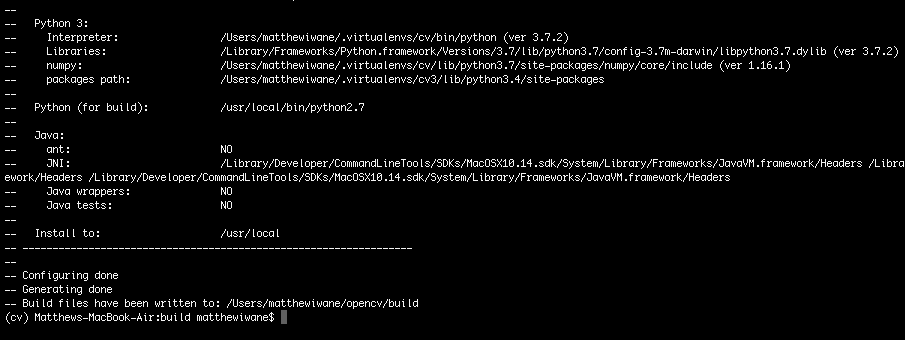 --
--   Python 3:
--     Interpreter:                 /Users/matthewiwane/.virtualenvs/cv/bin/python (ver 3.7.2)
--     Libraries:                   /Library/Frameworks/Python.framework/Versions/3.7/lib/python3.7/config-3.7m-darwin/libpython3.7.dylib (ver 3.7.2)
--     numpy:                       /Users/matthewiwane/.virtualenvs/cv/lib/python3.7/site-packages/numpy/core/include (ver 1.16.1)
--     packages path:               /Users/matthewiwane/.virtualenvs/cv3/lib/python3.4/site-packages
--
--   Python (for build):            /usr/local/bin/python2.7
--
--   Java:
--     ant:                         NO
--     JNI:                         /Library/Developer/CommandLineTools/SDKs/MacOSX10.14.sdk/System/Library/Frameworks/JavaVM.framework/Headers /Libra
ework/Headers /Library/Developer/CommandLineTools/SDKs/MacOSX10.14.sdk/System/Library/Frameworks/JavaVM.framework/Headers
--     Java wrappers:               NO
--     Java tests:                  NO
--
--   Install to:                    /usr/local
-- -----------------------------------------------------------------
--
-- Configuring done
-- Generating done
-- Build files have been written to: /Users/matthewiwane/opencv/build
(cv) Matthews-MacBook-Air:build matthewiwane$